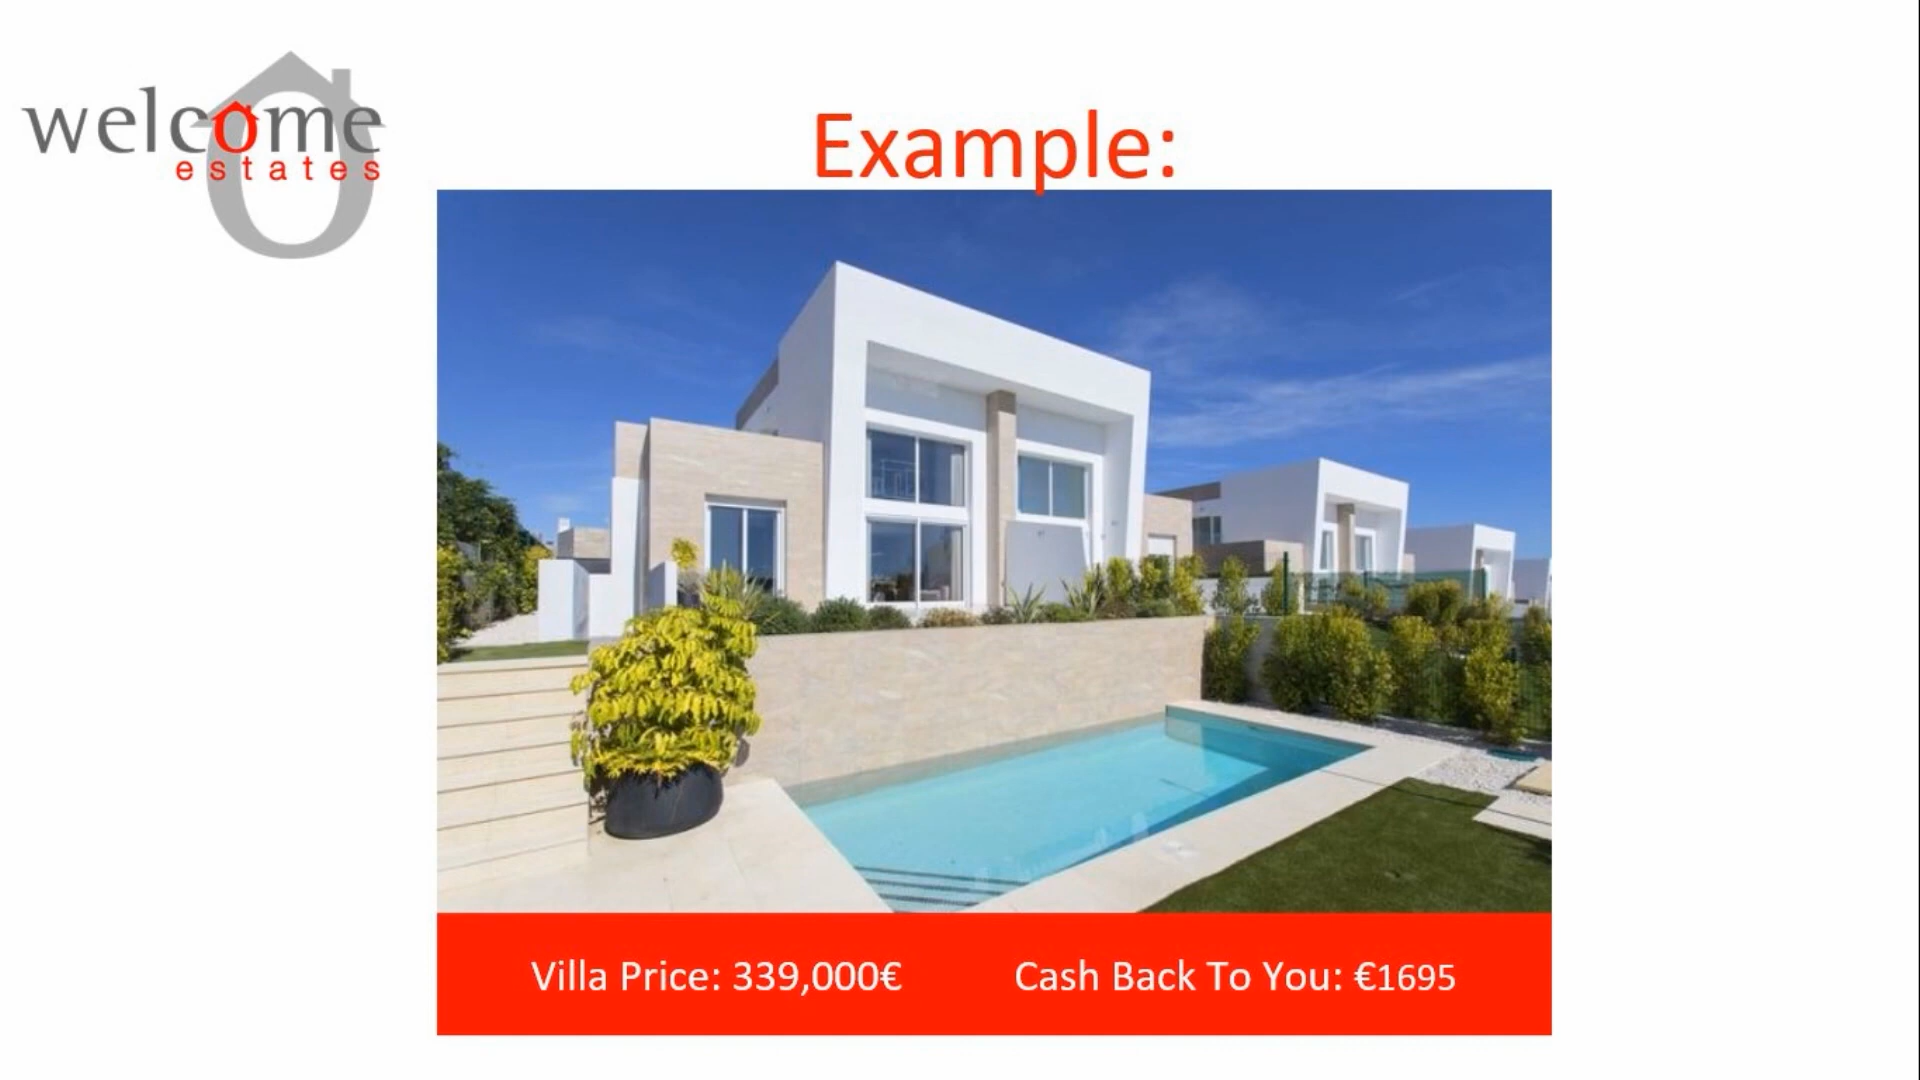 welcome
estates
Example:
Villa Price: 339,000€
Cash Back To You: €1695